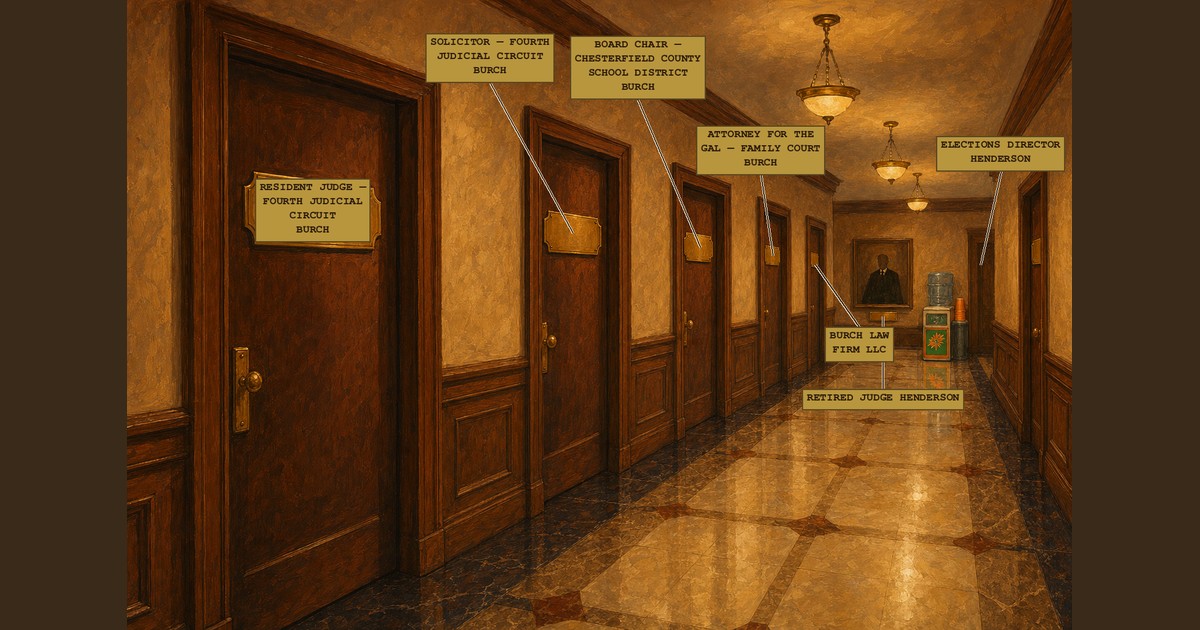 SOLICITOR — FOURTH
JUDICIAL CIRCUIT
BURCH
BOARD CHAIR —
CHESTERFIELD COUNTY
SCHOOL DISTRICT
BURCH
ATTORNEY FOR THE
GAL — FAMILY COURT
BURCH
ELECTIONS DIRECTOR
HENDERSON
RESIDENT JUDGE —
FOURTH JUDICIAL
CIRCUIT
BURCH
BURCH LAW
FIRM LLC
RETIRED JUDGE HENDERSON